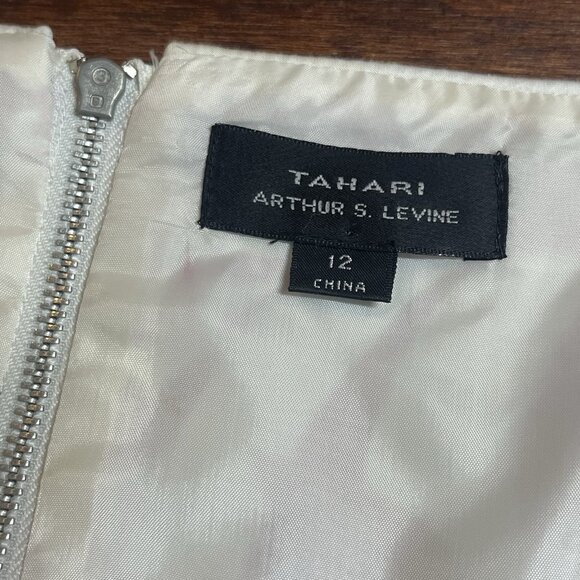 TAHARI
ARTHUR S. LEVINE
12
CHINA